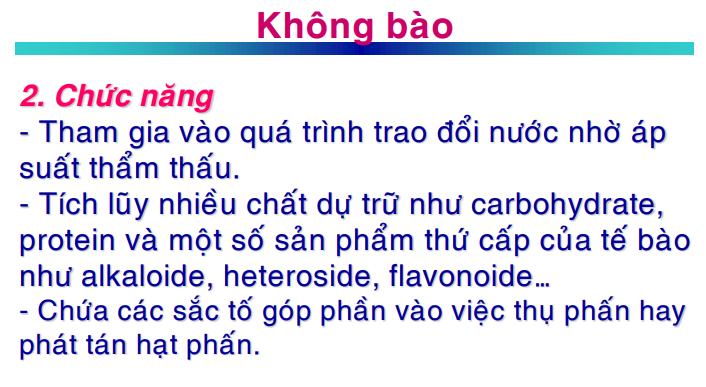 Không bào
2. Chức năng
- Tham gia vào quá trình trao đổi nước nhờ áp
suất thẩm thấu.
- Tích lũy nhiều chất dự trữ như carbohydrate,
protein và một số sản phẩm thứ cấp của tế bào
như alkaloide, heteroside, flavonoide…
- Chứa các sắc tố góp phần vào việc thụ phấn hay
phát tán hạt phấn.